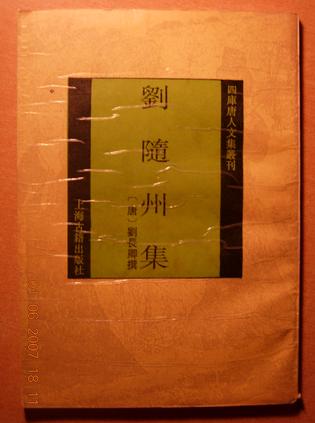 四庫唐人文集叢刊
劉隨州集
〔唐〕劉長卿撰
上海古籍出版社
06 2007 18 11